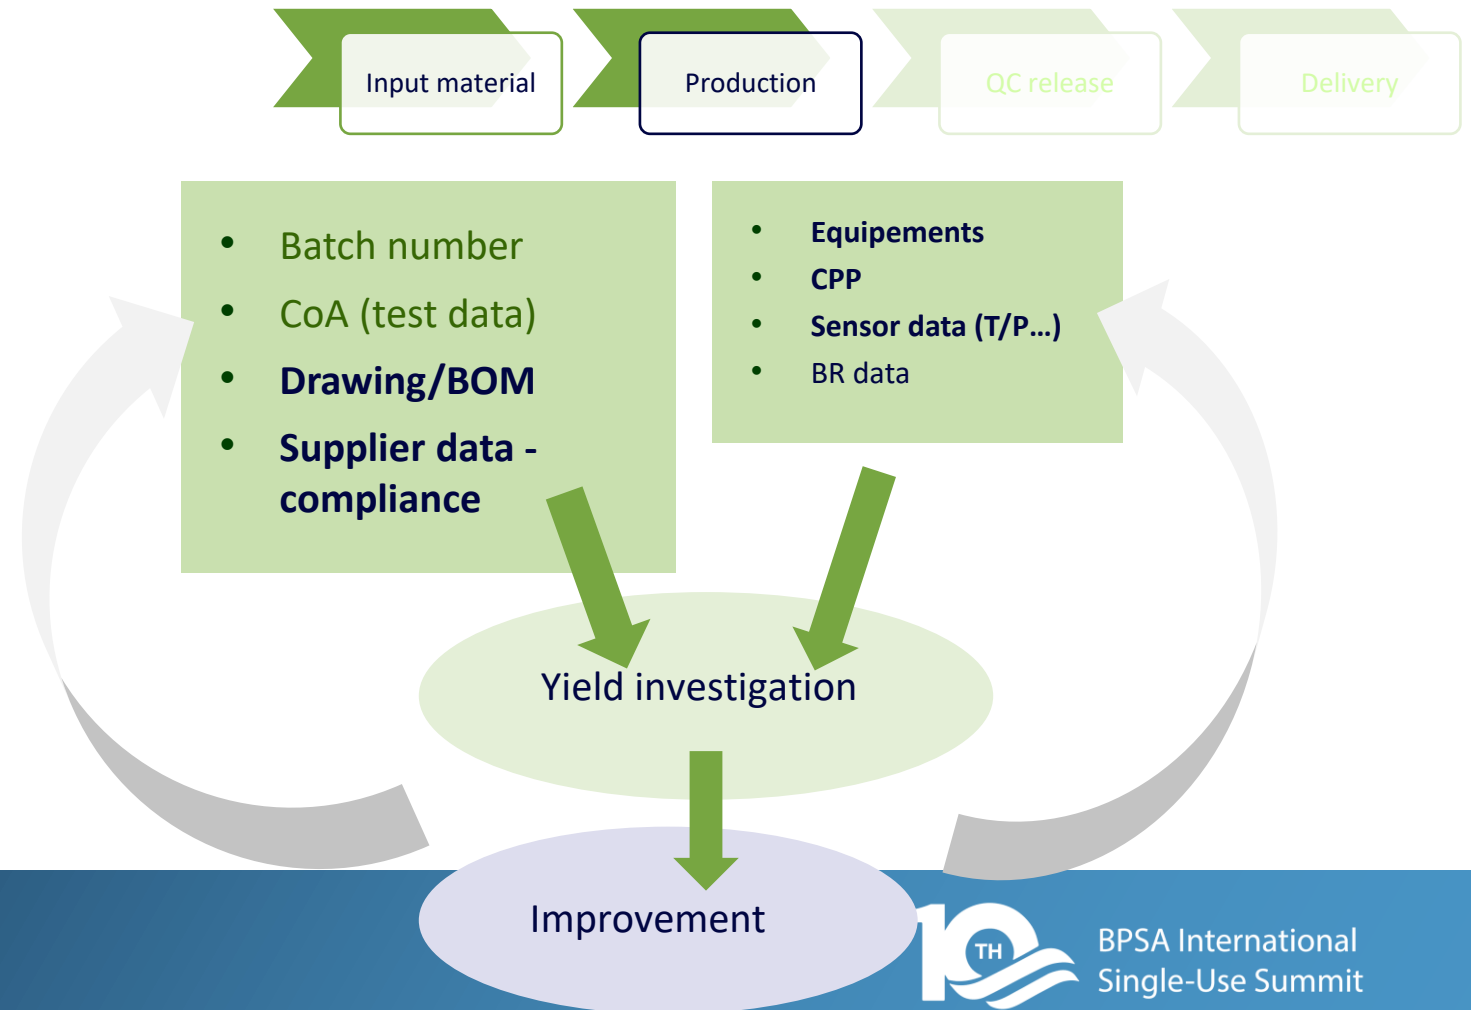 Input material
Production
QC release
Delivery
• Batch number
• CoA (test data)
• Drawing/BOM
• Supplier data -
compliance
• Equipements
• CPP
• Sensor data (T/P...)
• BR data
Yield investigation
Improvement
10TH
BPSA International
Single-Use Summit